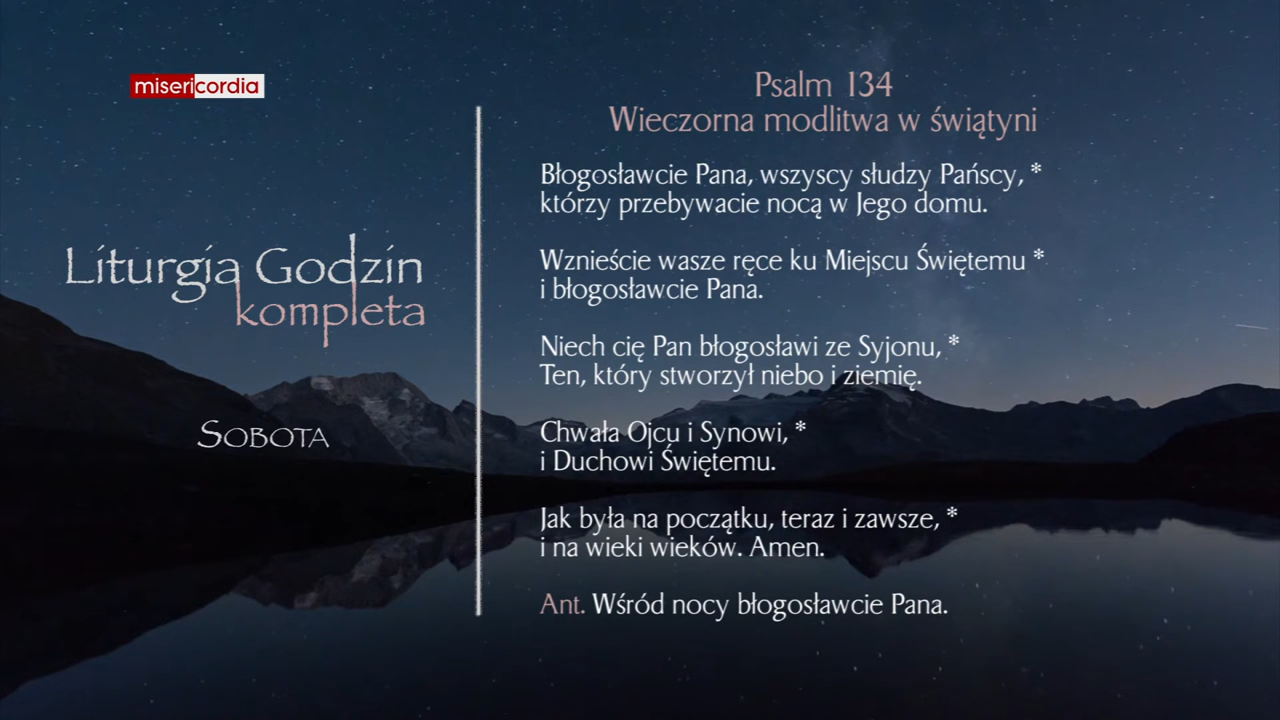 misericordia
Liturgia Godzin
kompleta
Sobota
Psalm 134
Wieczorna modlitwa w świątyni
Błogosławcie Pana, wszyscy słudzy Pańscy, *
którzy przebywacie nocą w Jego domu.
Wznieście wasze ręce ku Miejscu Świętemu *
i błogosławcie Pana.
Niech cię Pan błogosławi ze Syjonu, *
Ten, który stworzył niebo i ziemię.
Chwała Ojcu i Synowi, *
i Duchowi Świętemu.
Jak była na początku, teraz i zawsze, *
i na wieki wieków. Amen.
Ant. Wśród nocy błogosławcie Pana.